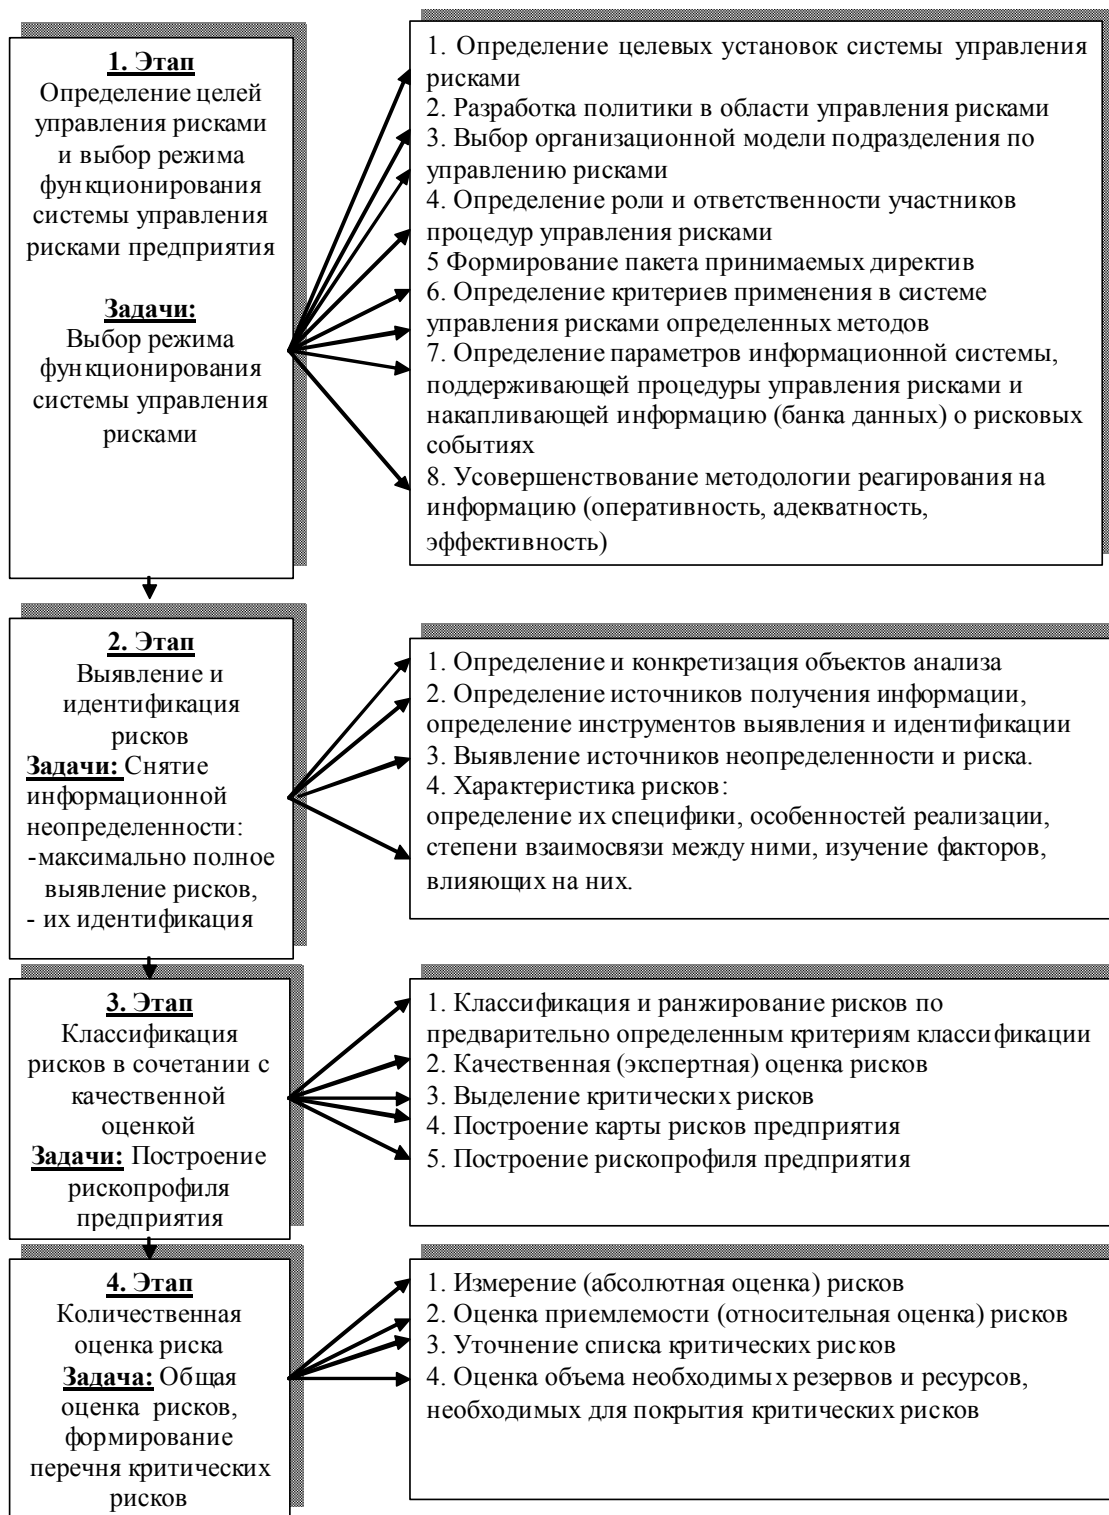 1. Этап
Определение целей
управления рисками
и выбор режима
функционирования
системы управления
рисками предприятия
Задачи:
Выбор режима
функционирования
системы управления
рисками
1. Определение целевых установок системы управления
рисками
2. Разработка политики в области управления рисками
3. Выбор организационной модели подразделения по
управлению рисками
4. Определение роли и ответственности участников
процедур управления рисками
5 Формирование пакета принимаемых директив
6. Определение критериев применения в системе
управления рисками определенных методов
7. Определение параметров информационной системы,
поддерживающей процедуры управления рисками и
накапливающей информацию (банка данных) о рисковых
событиях
8. Усовершенствование методологии реагирования на
информацию (оперативность, адекватность,
эффективность)
2. Этап
Выявление и
идентификация
рисков
Задачи: Снятие
информационной
неопределенности:
-максимально полное
выявление рисков,
- их идентификация
1. Определение и конкретизация объектов анализа
2. Определение источников получения информации,
определение инструментов выявления и идентификации
3. Выявление источников неопределенности и риска.
4. Характеристика рисков:
определение их специфики, особенностей реализации,
степени взаимосвязи между ними, изучение факторов,
влияющих на них.
3. Этап
Классификация
рисков в сочетании с
качественной
оценкой
Задачи: Построение
рископрофиля
предприятия
1. Классификация и ранжирование рисков по
предварительно определенным критериям классификации
2. Качественная (экспертная) оценка рисков
3. Выделение критических рисков
4. Построение карты рисков предприятия
5. Построение рископрофиля предприятия
4. Этап
Количественная
оценка риска
Задача: Общая
оценка рисков,
формирование
перечня критических
рисков
1. Измерение (абсолютная оценка) рисков
2. Оценка приемлемости (относительная оценка) рисков
3. Уточнение списка критических рисков
4. Оценка объема необходимых резервов и ресурсов,
необходимых для покрытия критических рисков